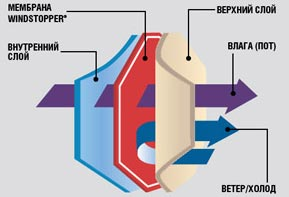 МЕМБРАНА
WINDSTOPPER®
ВЕРХНИЙ СЛОЙ
ВНУТРЕННИЙ
СЛОЙ
ВЛАГА (ПОТ)
ВЕТЕР/ХОЛОД